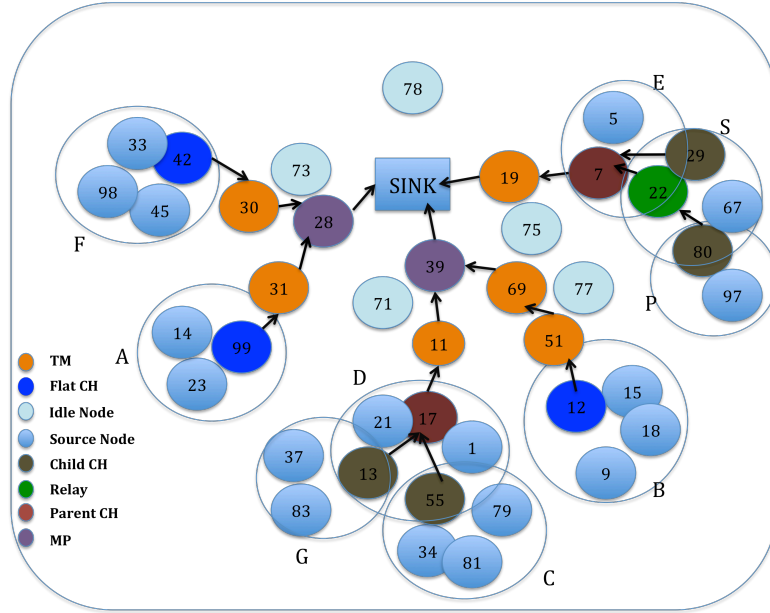 78
E
5
S
33
42
73
SINK
19
7
29
98
30
22
45
28
67
F
75
80
39
31
69
77
P
97
71
14
99
11
51
A
TM
23
D
Flat CH
Idle Node
21
17
12
15
Source Node
18
37
1
Child CH
13
9
Relay
55
B
83
79
Parent CH
G
MP
34
81
C